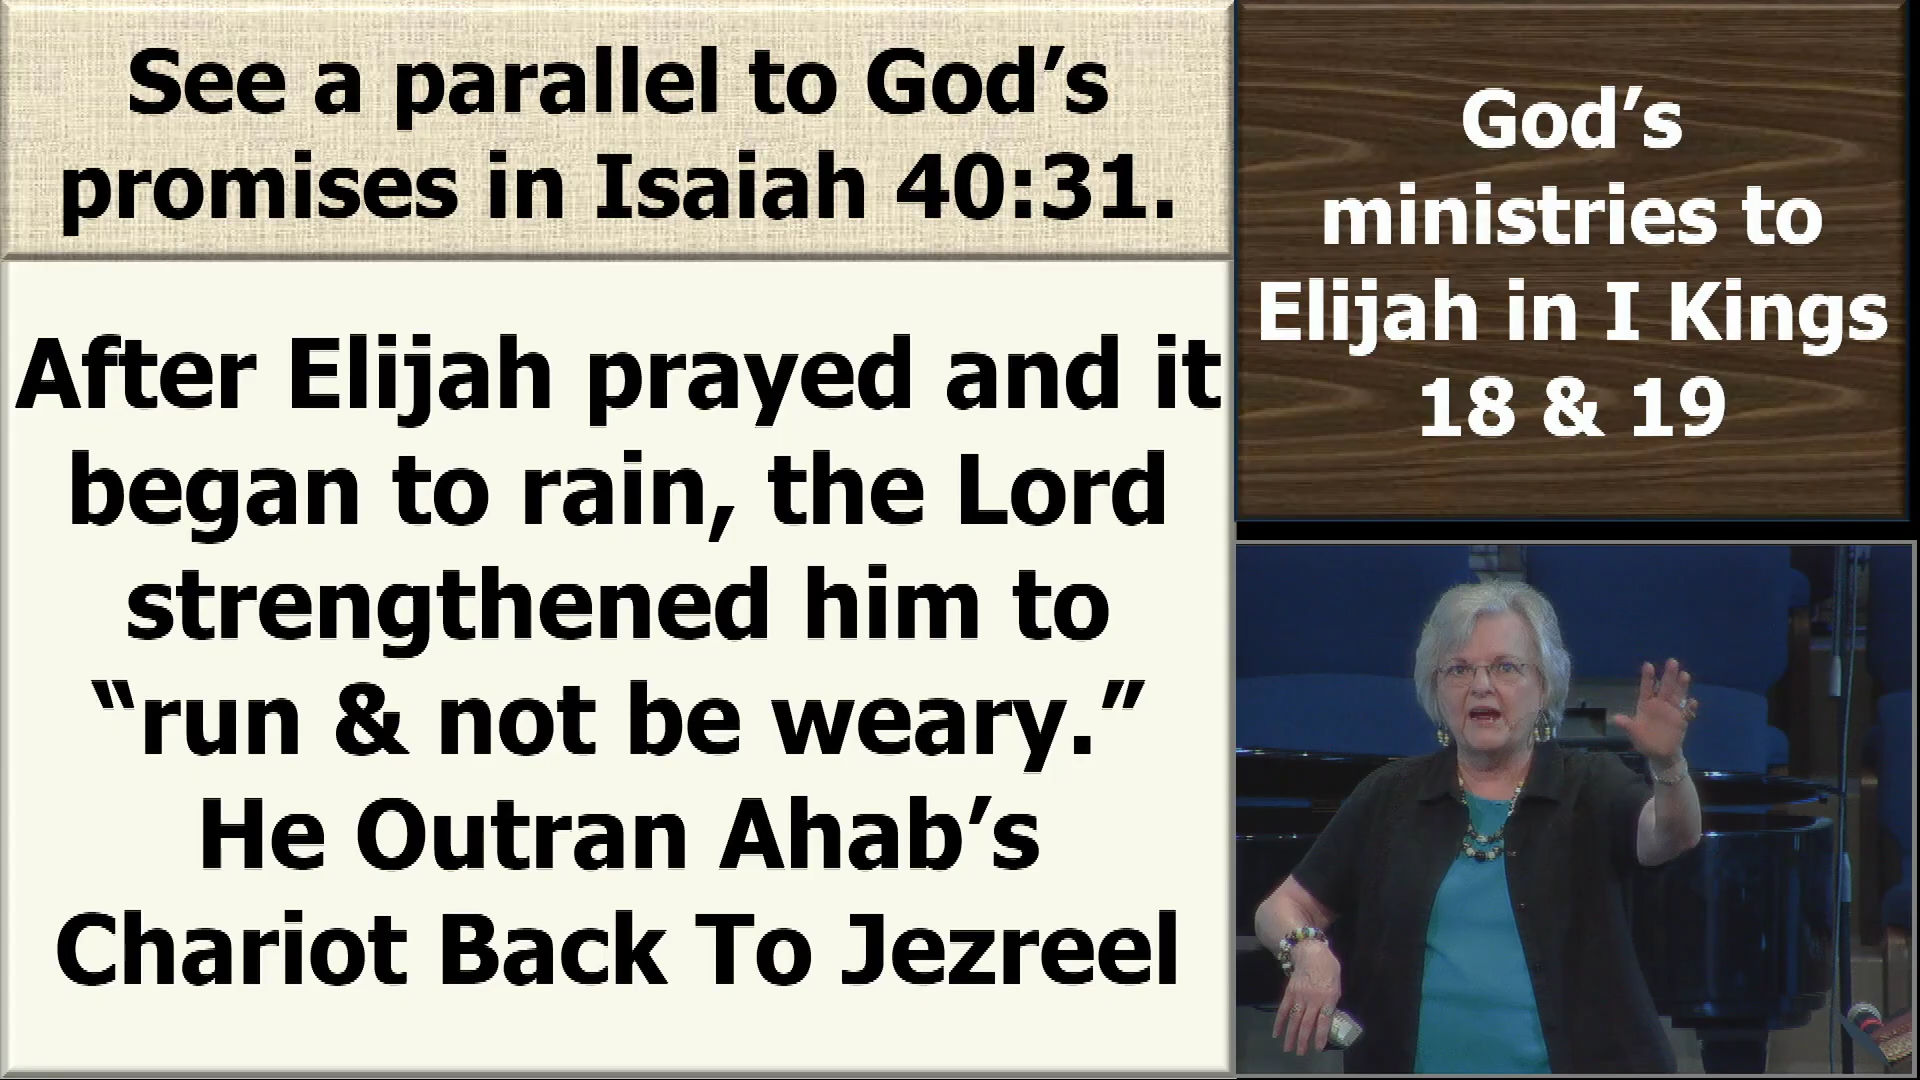 See a parallel to God’s
promises in Isaiah 40:31.
After Elijah prayed and it
began to rain, the Lord
strengthened him to
“run & not be weary.”
He Outran Ahab’s
Chariot Back To Jezreel
God’s
ministries to
Elijah in I Kings
18 & 19